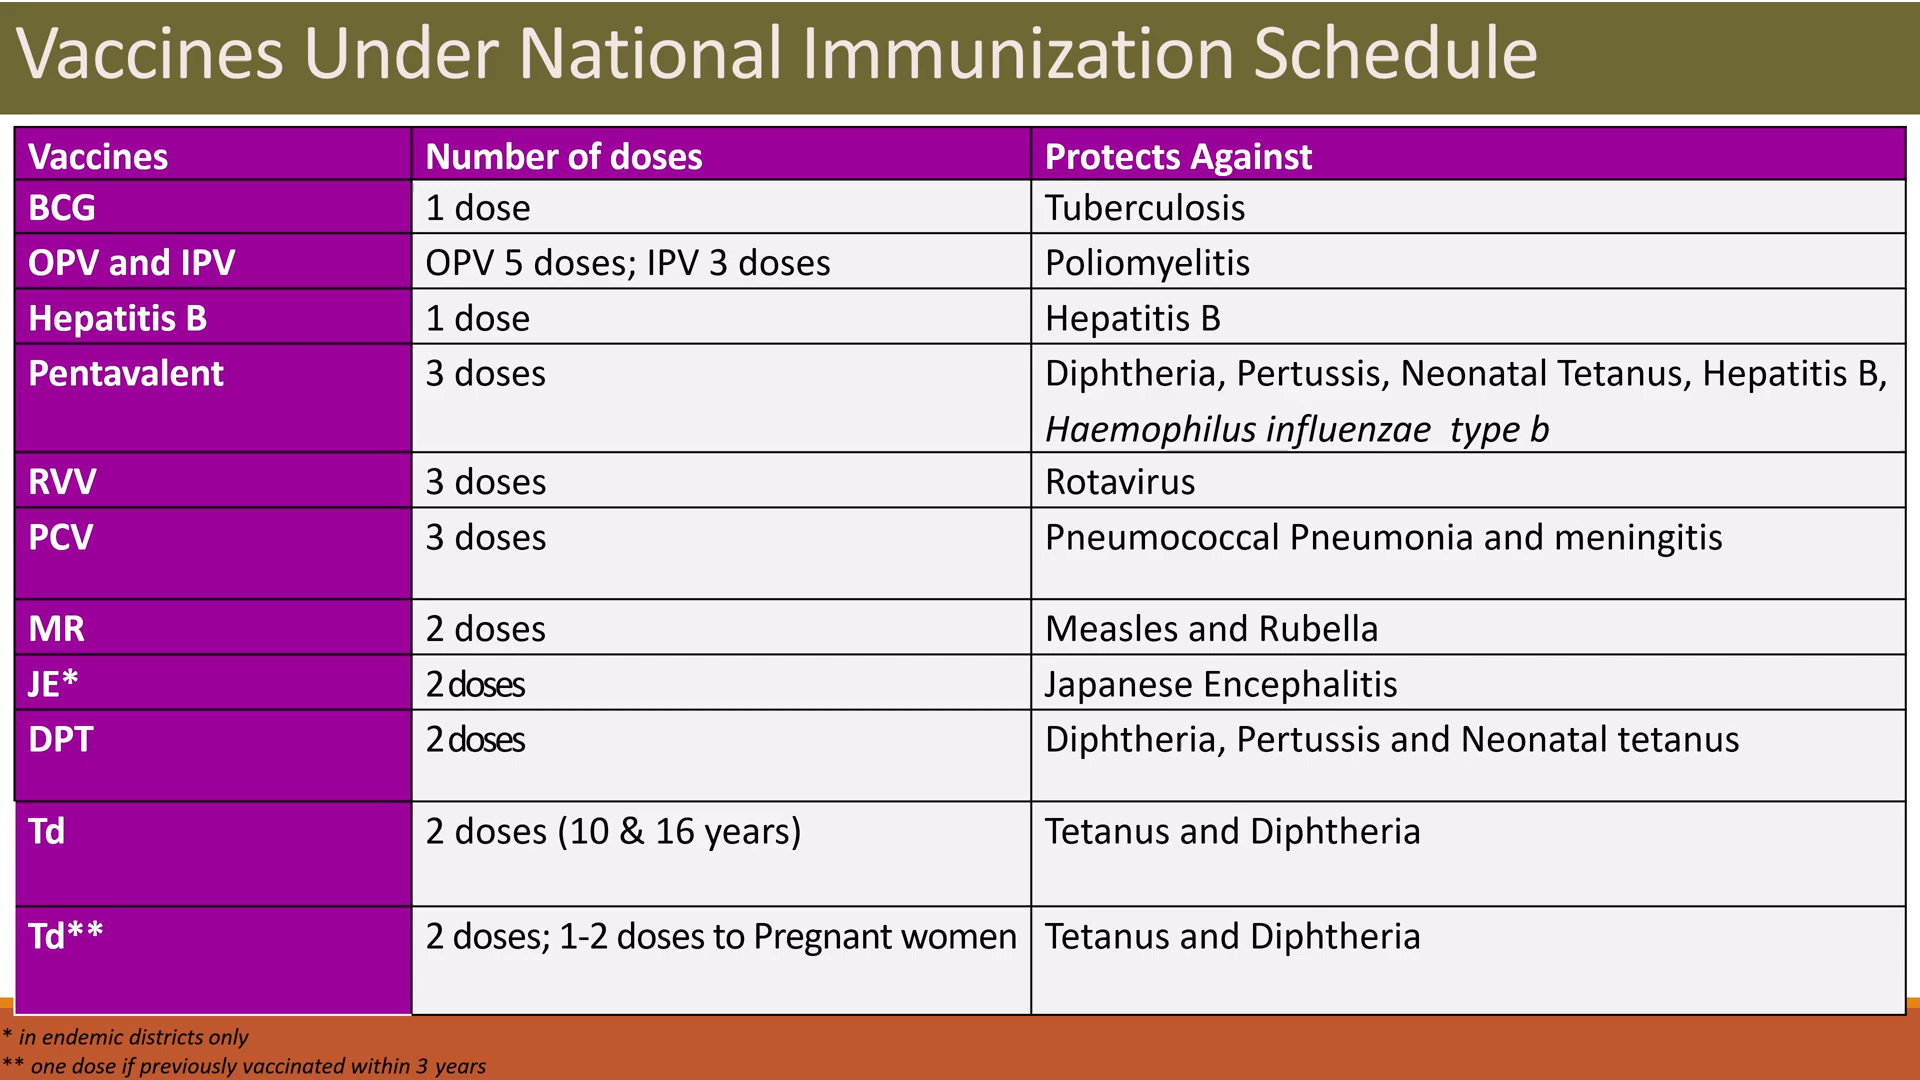 Vaccines Under National Immunization Schedule
Vaccines Number of doses Protects Against
BCG 1 dose Tuberculosis
OPV and IPV OPV 5 doses; IPV 3 doses Poliomyelitis
Hepatitis B 1 dose Hepatitis B
Pentavalent 3 doses Diphtheria, Pertussis, Neonatal Tetanus, Hepatitis B,
Haemophilus influenzae type b
RVV 3 doses Rotavirus
PCV 3 doses Pneumococcal Pneumonia and meningitis
MR 2 doses Measles and Rubella
JE* 2 doses Japanese Encephalitis
DPT 2 doses Diphtheria, Pertussis and Neonatal tetanus
Td 2 doses (10 & 16 years) Tetanus and Diphtheria
Td** 2 doses; 1-2 doses to Pregnant women Tetanus and Diphtheria
* in endemic districts only
** one dose if previously vaccinated within 3 years